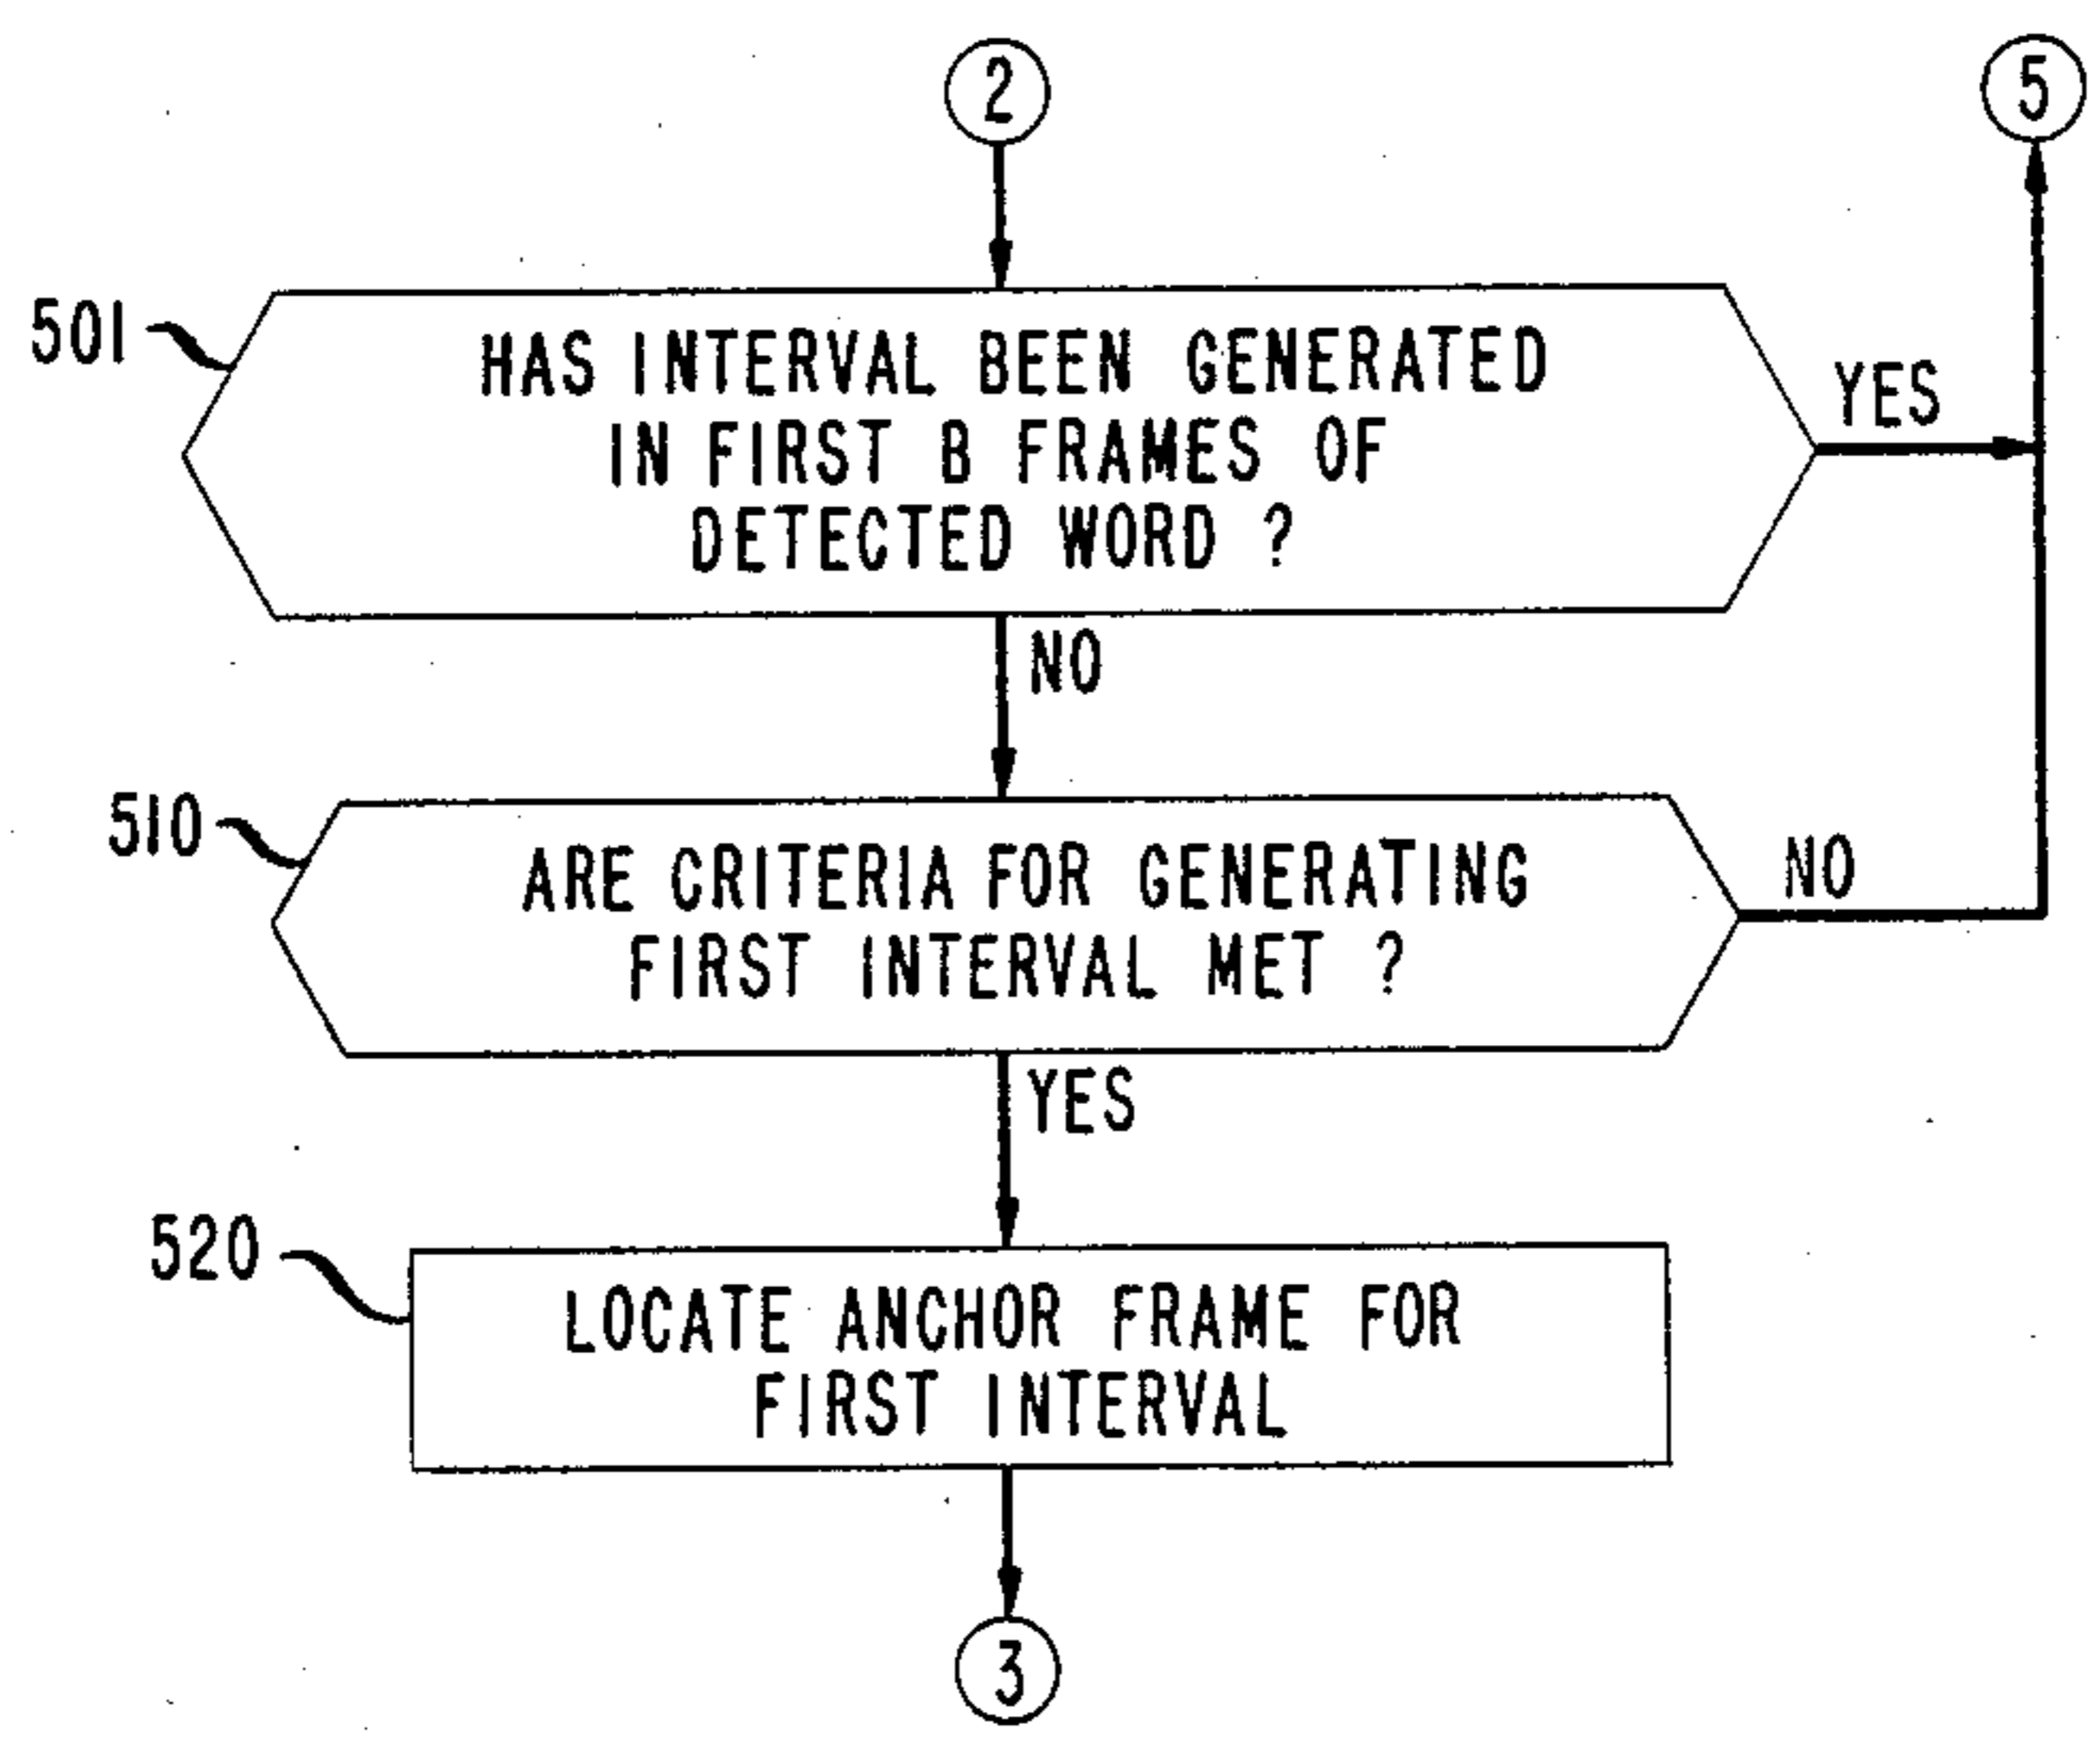 2
5
501
HAS INTERVAL BEEN GENERATED
IN FIRST B FRAMES OF
DETECTED WORD ?
YES
NO
510
ARE CRITERIA FOR GENERATING
FIRST INTERVAL MET ?
NO
YES
520
LOCATE ANCHOR FRAME FOR
FIRST INTERVAL
3